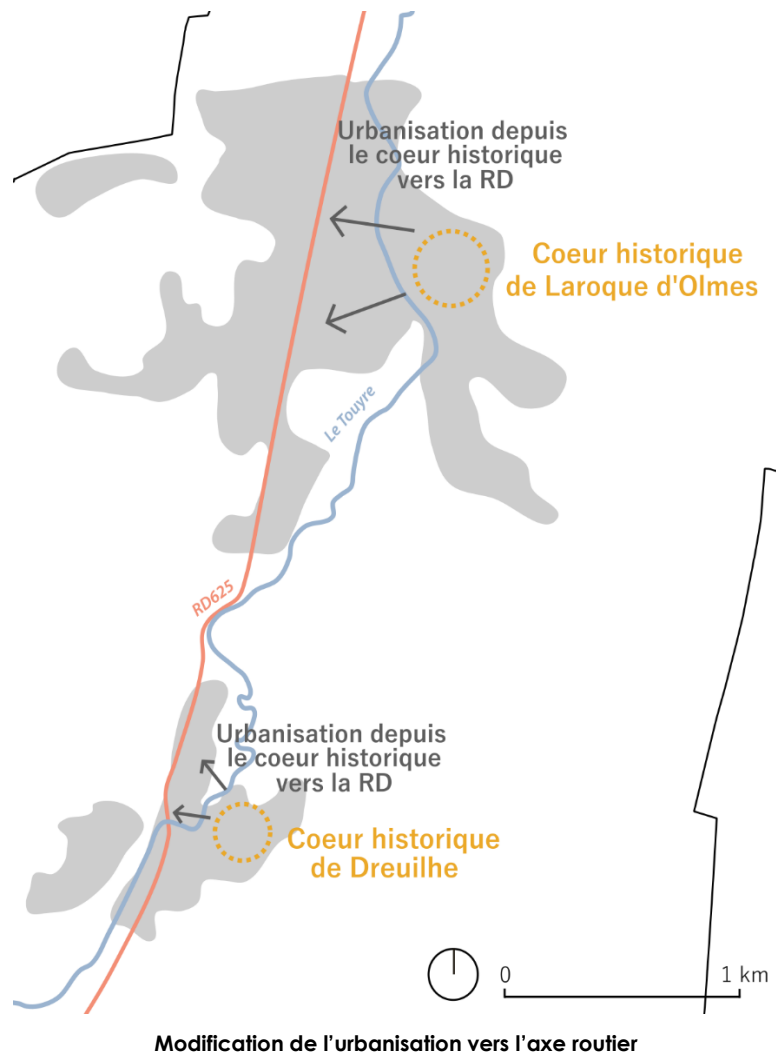 Urbanisation depuis
le coeur historique
vers la RD
Coeur historique
de Laroque d'Olmes
Le Touyre
RD625
Urbanisation depuis
le coeur historique
vers la RD
Coeur historique
de Dreuilhe
0
1 km
Modification de l’urbanisation vers l’axe routier